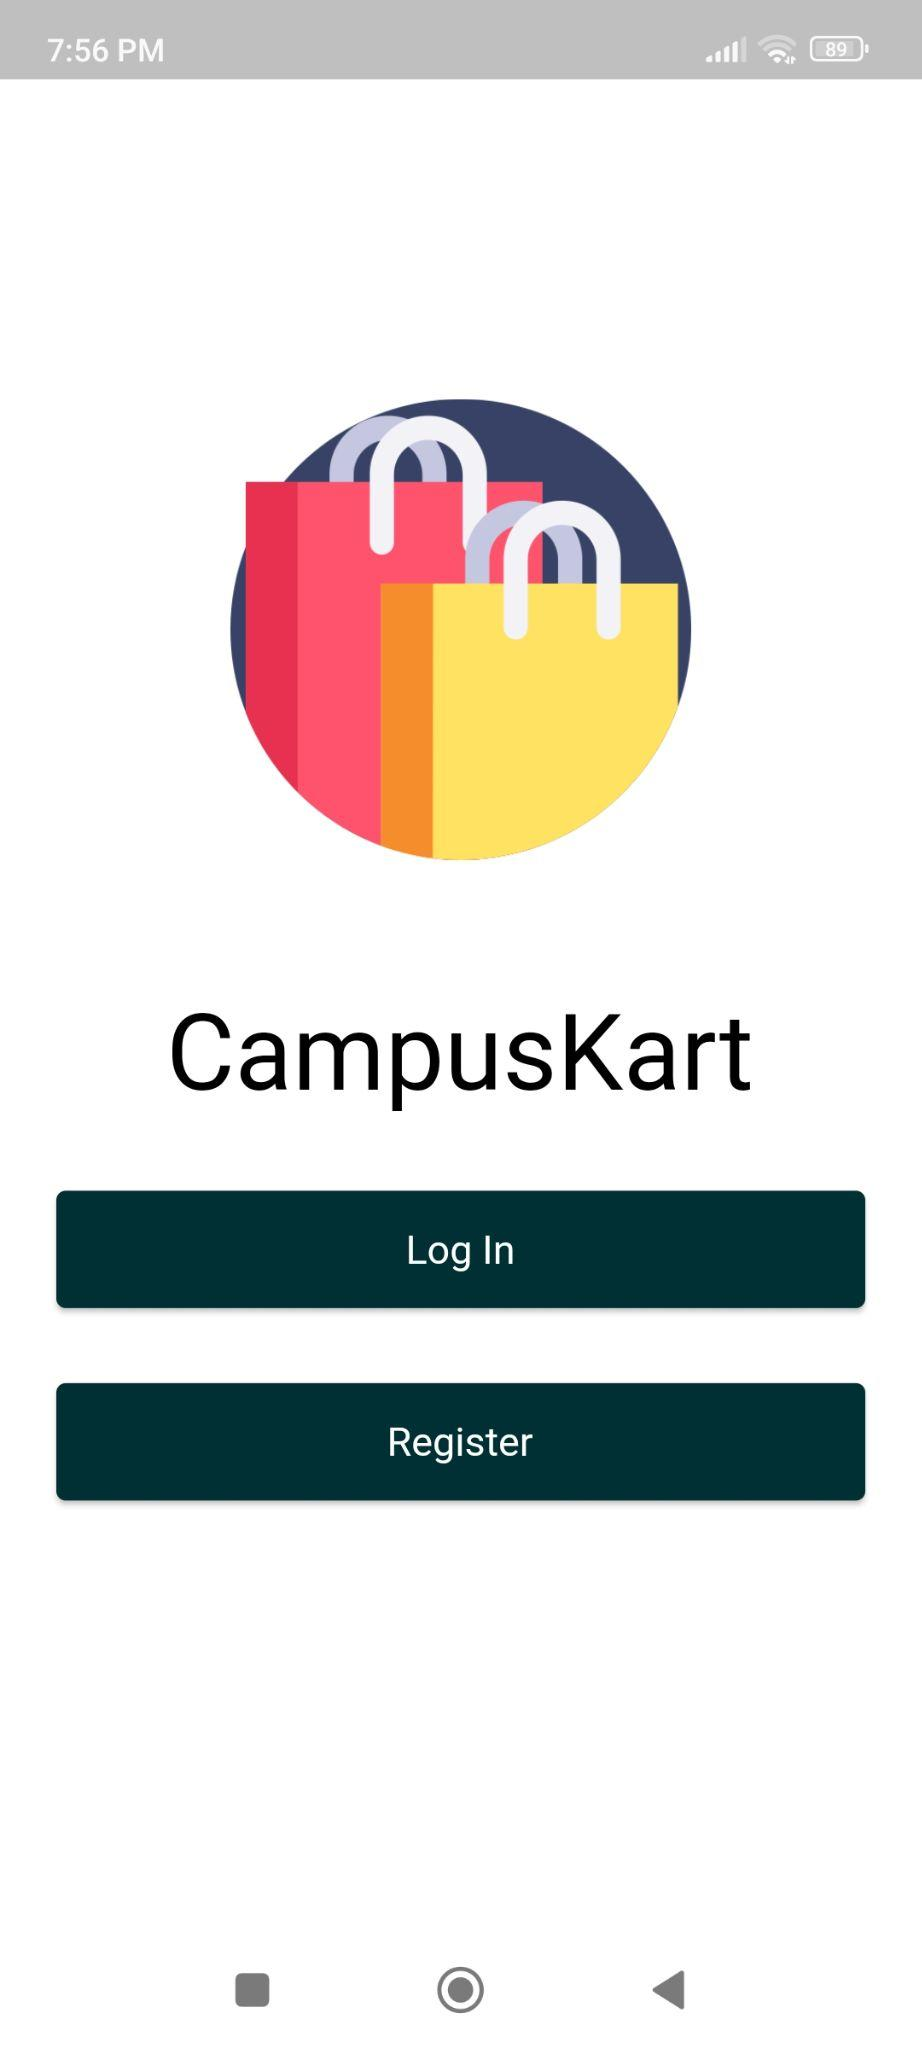 7:56 PM
89
CampusKart
Log In
Register